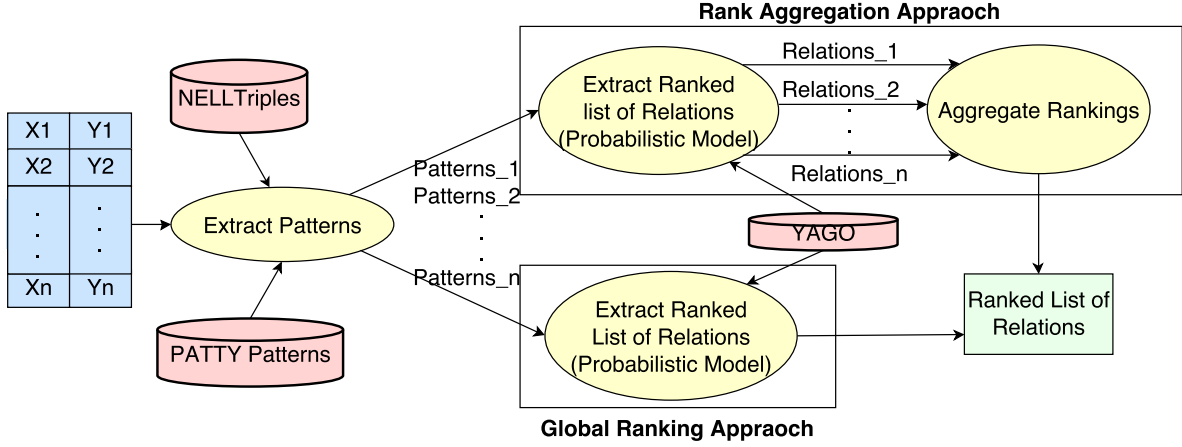 Rank Aggregation Appraoch
NELLTriples
X1 Y1
X2 Y2
. .
. .
. .
Xn Yn
Extract Patterns
PATTY Patterns
Patterns_1
Patterns_2
.
.
.
Patterns_n
Extract Ranked
list of Relations
(Probabilistic Model)
Relations_1
Relations_2
.
.
.
Relations_n
Aggregate Rankings
YAGO
Extract Ranked
List of Relations
(Probabilistic Model)
Ranked List of
Relations
Global Ranking Appraoch